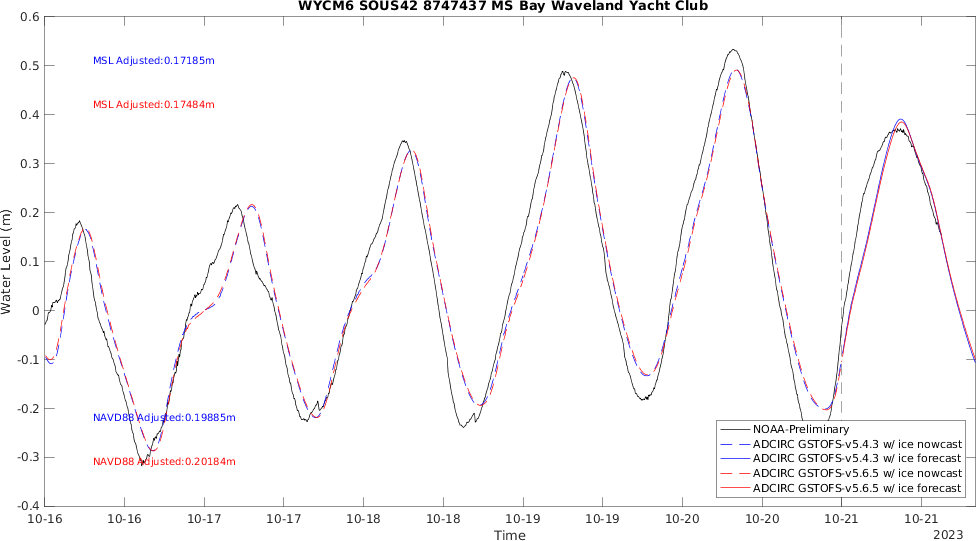 WYCM6 SOUS42 8747437 MS Bay Waveland Yacht Club
0.6
0.5
0.4
0.3
0.2
0.1
0
-0.1
-0.2
-0.3
-0.4
Water Level (m)
MSL Adjusted:0.17185m
MSL Adjusted:0.17484m
NAVD88 Adjusted:0.19885m
NAVD88 Adjusted:0.20184m
NOAA-Preliminary
ADCIRC GSTOFS-v5.4.3 w/ ice nowcast
ADCIRC GSTOFS-v5.4.3 w/ ice forecast
ADCIRC GSTOFS-v5.6.5 w/ ice nowcast
ADCIRC GSTOFS-v5.6.5 w/ ice forecast
10-16 10-16 10-17 10-17 10-18 10-18 10-19 10-19 10-20 10-20 10-21 10-21
Time
2023